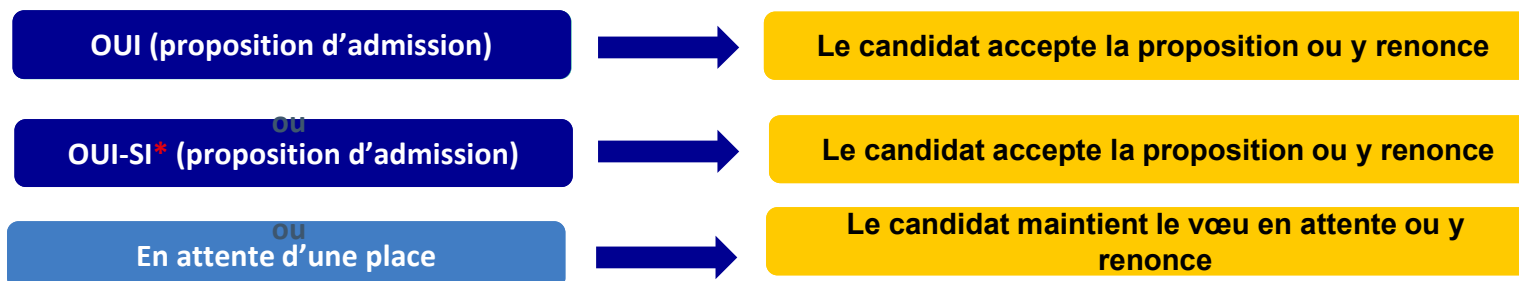 OUI (proposition d’admission)
Le candidat accepte la proposition ou y renonce
ou
OUI-SI* (proposition d’admission)
Le candidat accepte la proposition ou y renonce
ou
En attente d’une place
Le candidat maintient le vœu en attente ou y
renonce